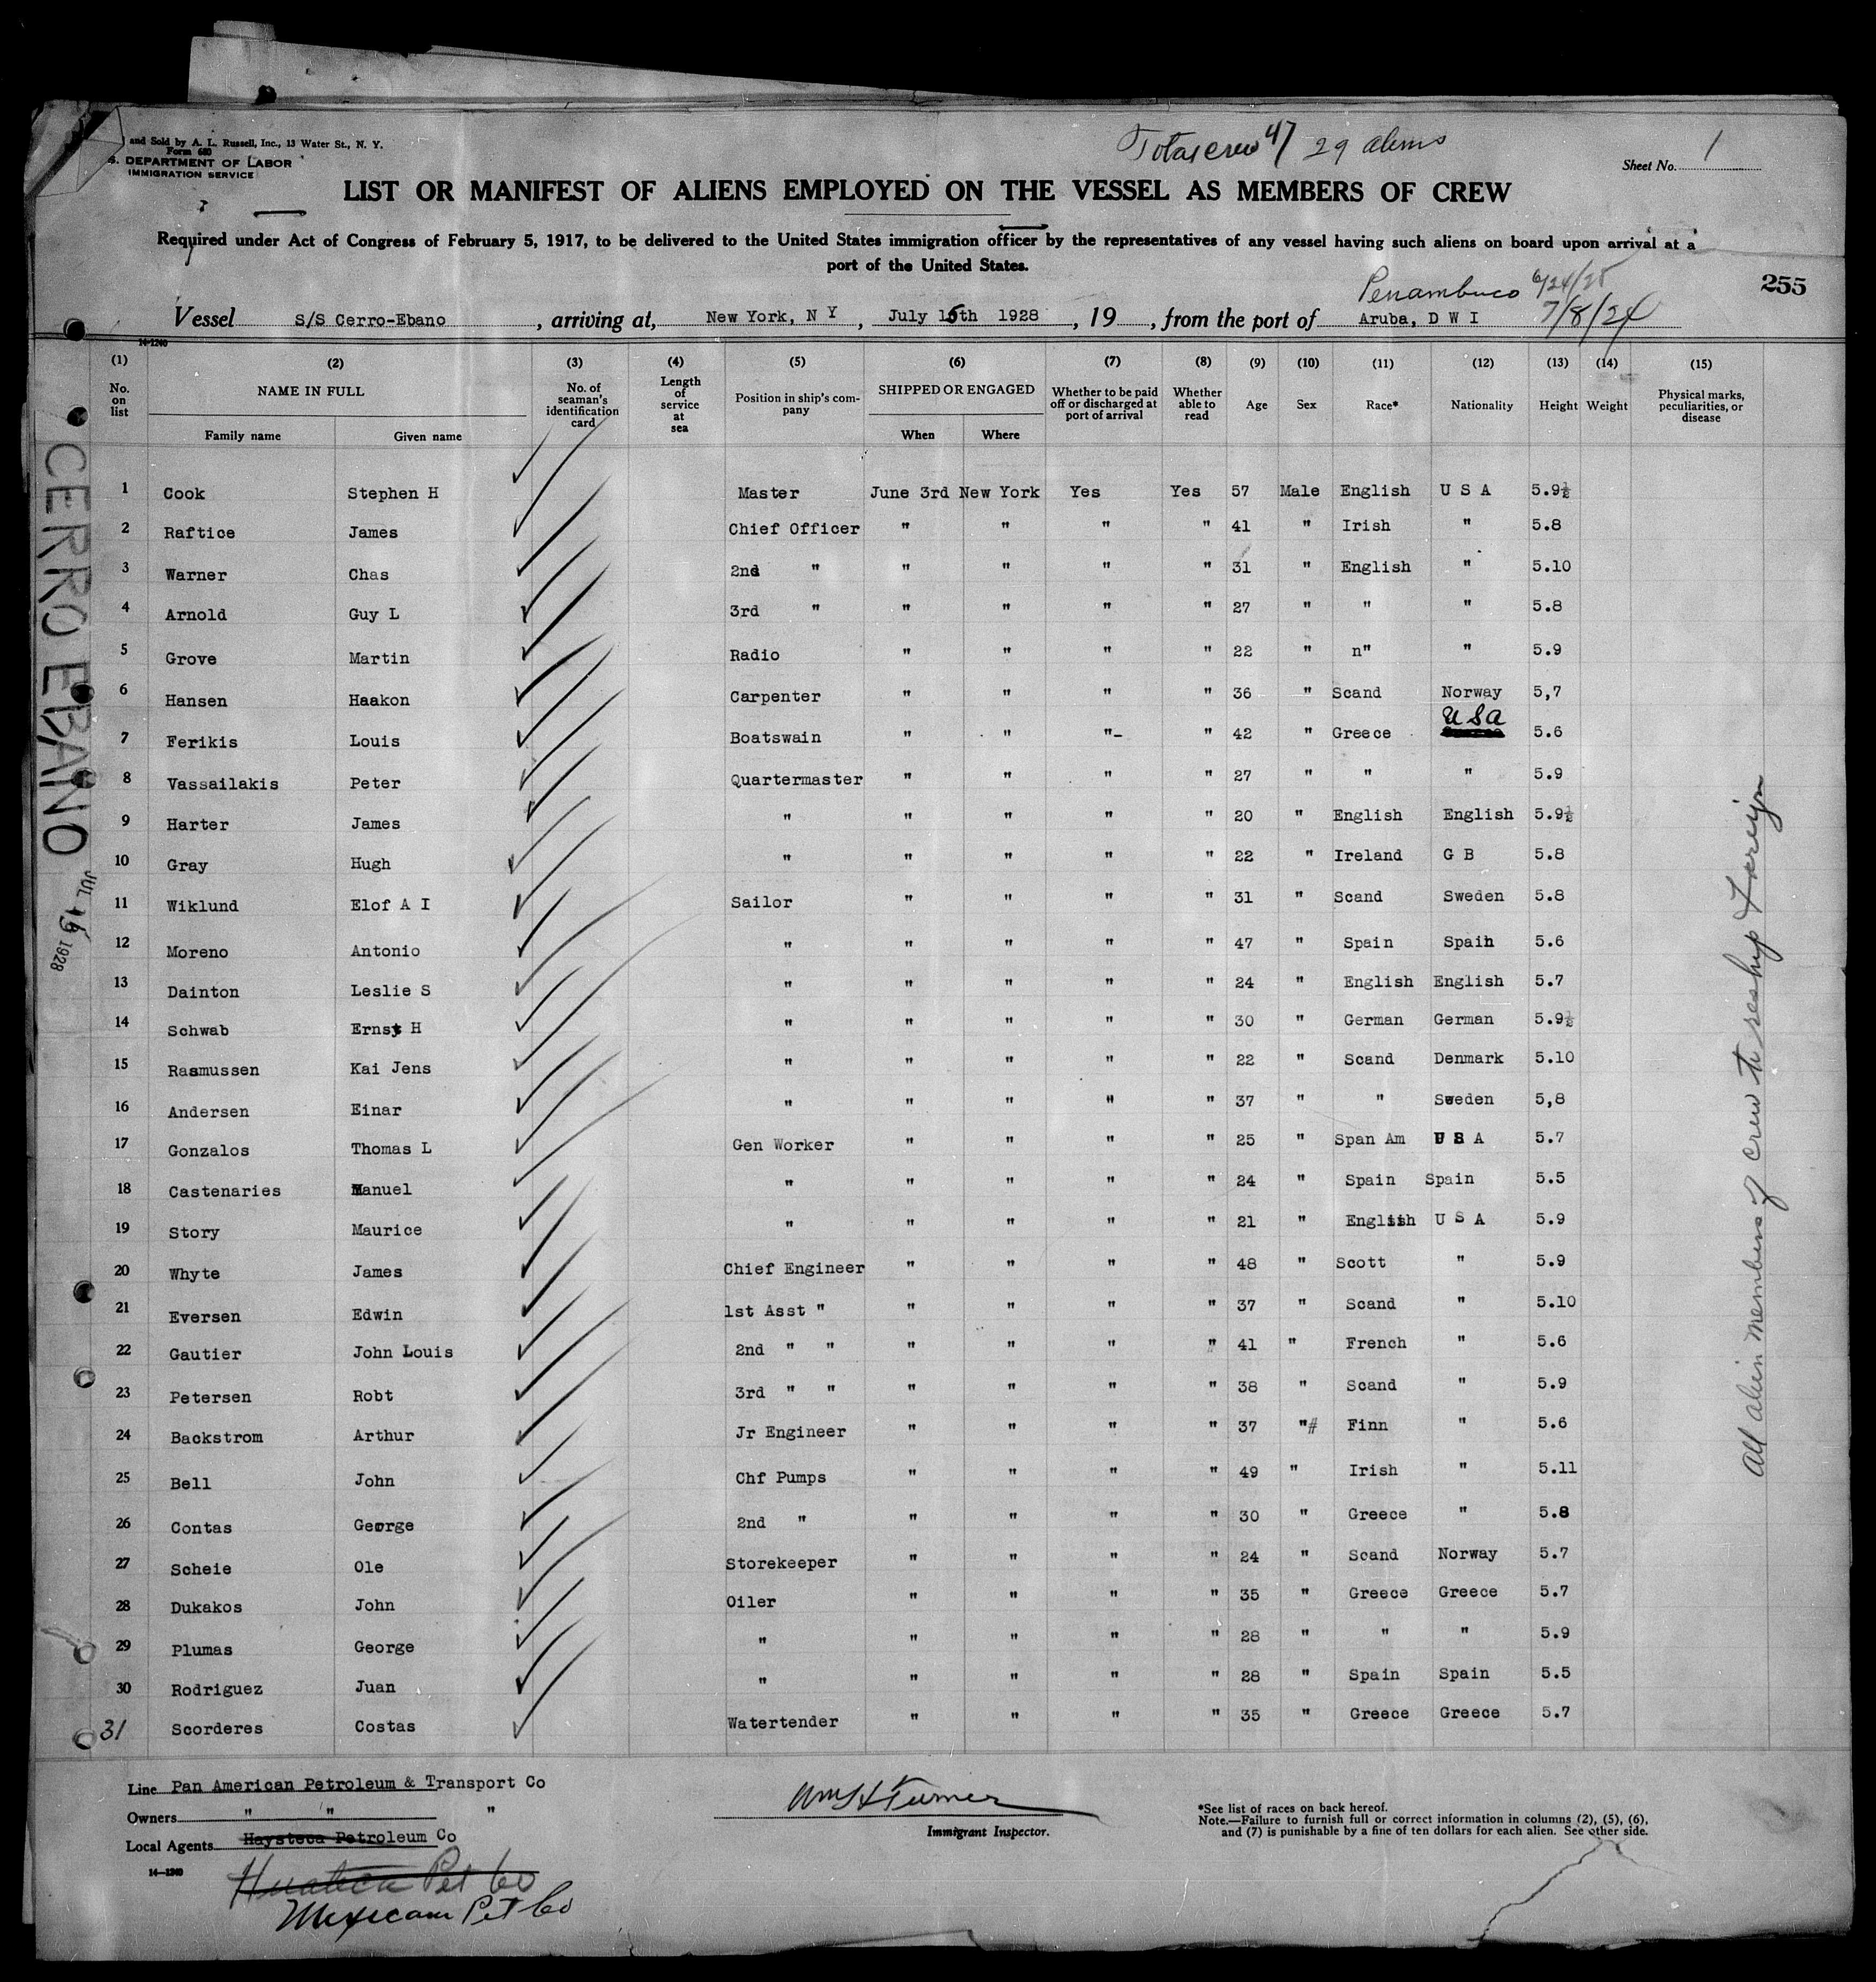 Total crew 47 29 aliens
and Sold by A. L. Russell, Inc., 13 Water St., N. Y.
Form 680
S. DEPARTMENT OF LABOR
IMMIGRATION SERVICE
Sheet No. 1
LIST OR MANIFEST OF ALIENS EMPLOYED ON THE VESSEL AS MEMBERS OF CREW
Required under Act of Congress of February 5, 1917, to be delivered to the United States immigration officer by the representatives of any vessel having such aliens on board upon arrival at a
port of the United States.
255
Penambuco 6/24/28
Vessel S/S Cerro-Ebano, arriving at, New York, N Y, July 16th 1928, 19, from the port of Aruba, D W I 7/8/24
14-1240
(1) (2) (3) (4) (5) (6) (7) (8) (9) (10) (11) (12) (13) (14) (15)
No. on list NAME IN FULL No. of seaman's identification card Length of service at sea Position in ship's company SHIPPED OR ENGAGED Whether to be paid off or discharged at port of arrival Whether able to read Age Sex Race* Nationality Height Weight Physical marks, peculiarities, or disease
Family name Given name When Where
1 Cook Stephen H Master June 3rd New York Yes Yes 57 Male English U S A 5.9½
2 Raftice James Chief Officer " " " " 41 " Irish " 5.8
3 Warner Chas 2nd " " " " " 31 " English " 5.10
4 Arnold Guy L 3rd " " " " " 27 " " " 5.8
5 Grove Martin Radio " " " " 22 " n" " 5.9
6 Hansen Haakon Carpenter " " " " 36 " Scand Norway 5,7
7 Ferikis Louis Boatswain " " "- " 42 " Greece USA 5.6
8 Vassailakis Peter Quartermaster " " " " 27 " " " 5.9
9 Harter James " " " " " 20 " English English 5.9½
10 Gray Hugh " " " " " 22 " Ireland G B 5.8
11 Wiklund Elof A I Sailor " " " " 31 " Scand Sweden 5.8
12 Moreno Antonio " " " " " 47 " Spain Spain 5.6
13 Dainton Leslie S " " " " " 24 " English English 5.7
14 Schwab Ernst H " " " " " 30 " German German 5.9½
15 Rasmussen Kai Jens " " " " " 22 " Scand Denmark 5.10
16 Andersen Einar " " " " " 37 " " Sweden 5,8
17 Gonzalos Thomas L Gen Worker " " " " 25 " Span Am U S A 5.7
18 Castenaries Manuel " " " " " 24 " Spain Spain 5.5
19 Story Maurice " " " " " 21 " English U S A 5.9
20 Whyte James Chief Engineer " " " " 48 " Scott " 5.9
21 Eversen Edwin 1st Asst " " " " " 37 " Scand " 5.10
22 Gautier John Louis 2nd " " " " " " 41 " French " 5.6
23 Petersen Robt 3rd " " " " " " 38 " Scand " 5.9
24 Backstrom Arthur Jr Engineer " " " " 37 "# Finn " 5.6
25 Bell John Chf Pumps " " " " 49 " Irish " 5.11
26 Contas George 2nd " " " " " 30 " Greece " 5.8
27 Scheie Ole Storekeeper " " " " 24 " Scand Norway 5.7
28 Dukakos John Oiler " " " " 35 " Greece Greece 5.7
29 Plumas George " " " " " 28 " " " 5.9
30 Rodriguez Juan " " " " " 28 " Spain Spain 5.5
31 Scorderes Costas Watertender " " " " 35 " Greece Greece 5.7
All alien members of crew to reship Foreign
CERRO EBANO
JUL 16 1928
Line Pan American Petroleum & Transport Co
Owners " " "
Local Agents Haysteca Petroleum Co
14-1240
Huasteca Pet Co
Mexican Pet Co
Wm H Turner
Immigrant Inspector.
*See list of races on back hereof.
Note.—Failure to furnish full or correct information in columns (2), (5), (6),
and (7) is punishable by a fine of ten dollars for each alien. See other side.